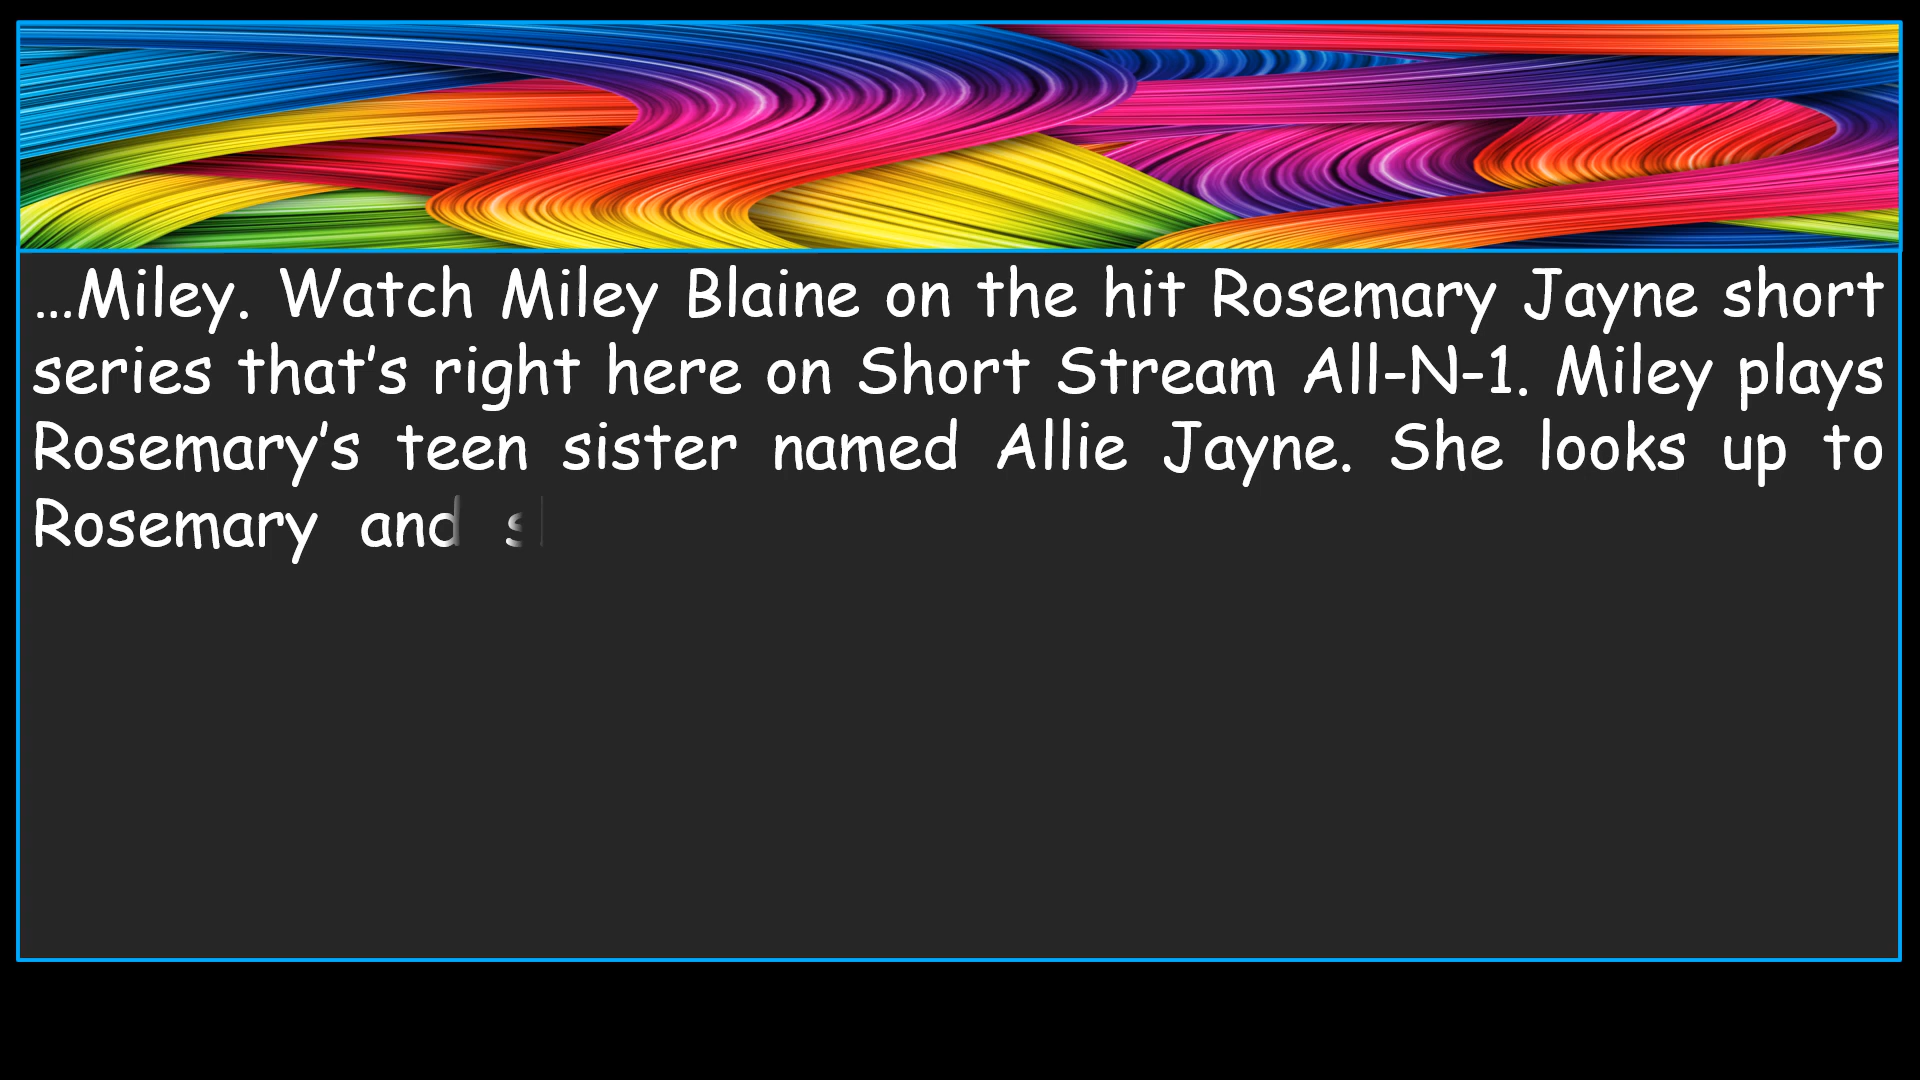 ...Miley. Watch Miley Blaine on the hit Rosemary Jayne short
series that's right here on Short Stream All-N-1. Miley plays
Rosemary's teen sister named Allie Jayne. She looks up to
Rosemary and